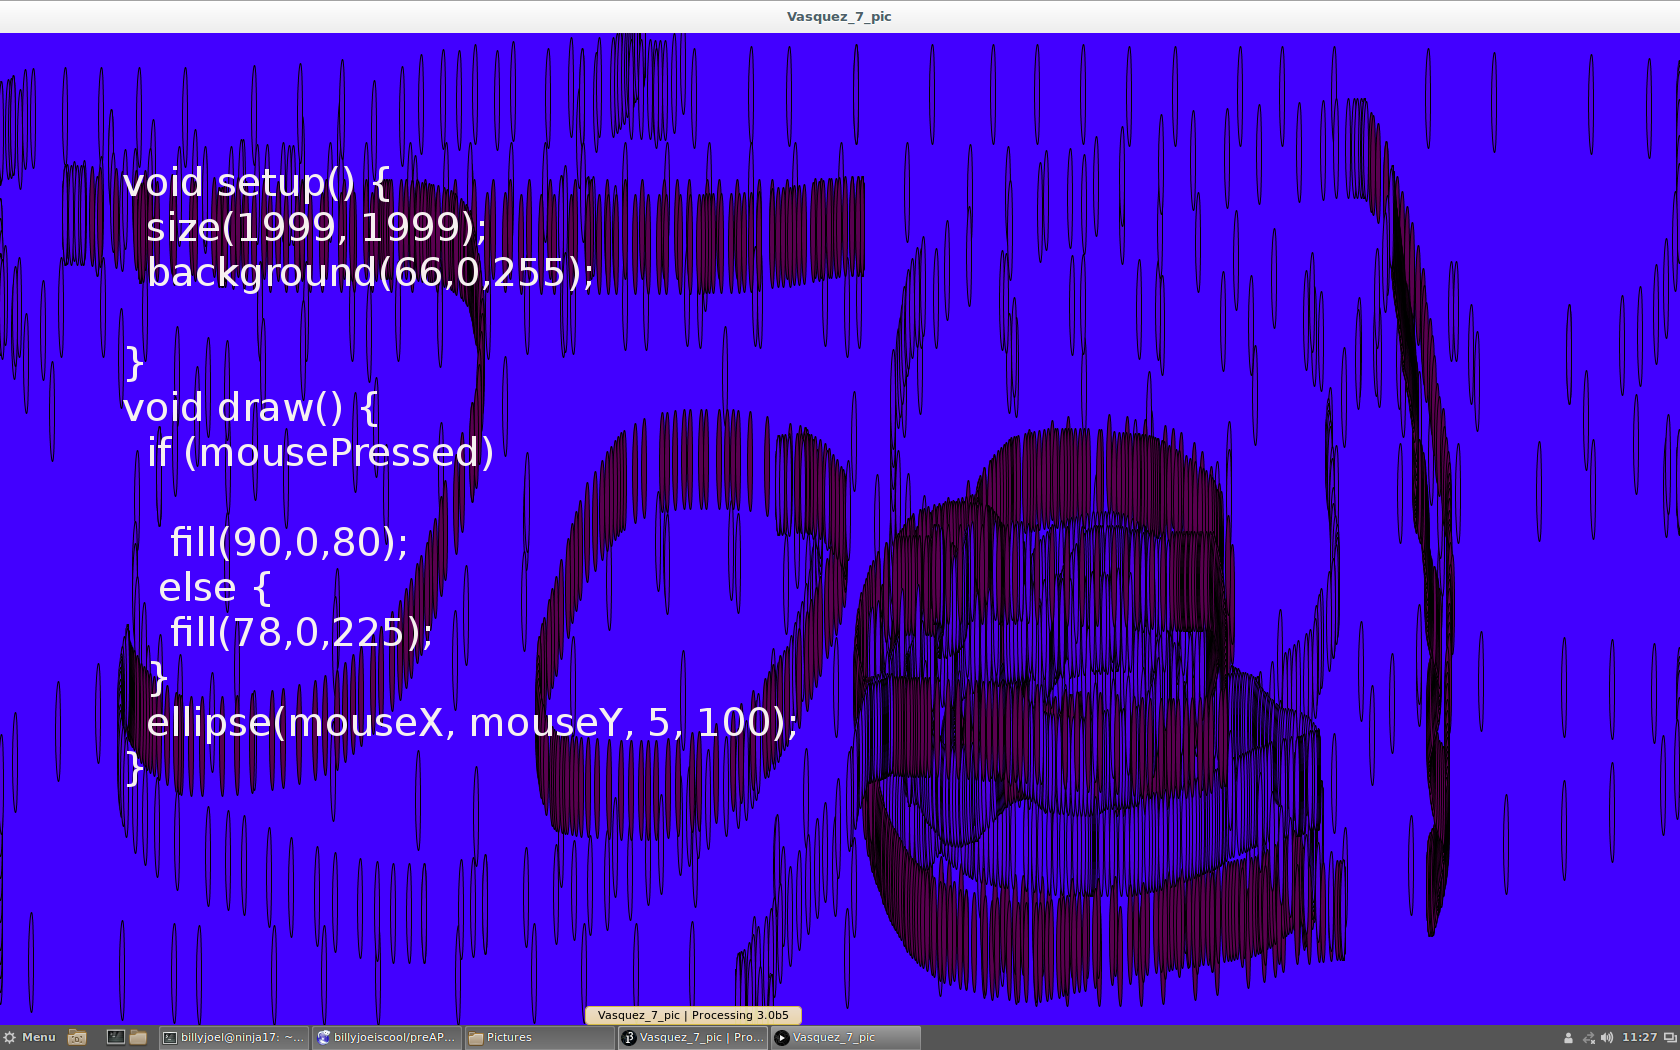 Vasquez_7_pic
void setup() {
size(1999, 1999);
background(66,0,255);
}
void draw() {
if (mousePressed)
fill(90,0,80);
else {
fill(78,0,225);
}
ellipse(mouseX, mouseY, 5, 100);
}
Vasquez_7_pic | Processing 3.0b5
Menu
billyjoel@ninja17: ~...
billyjoeiscool/preAP...
Pictures
Vasquez_7_pic | Pro...
Vasquez_7_pic
11:27